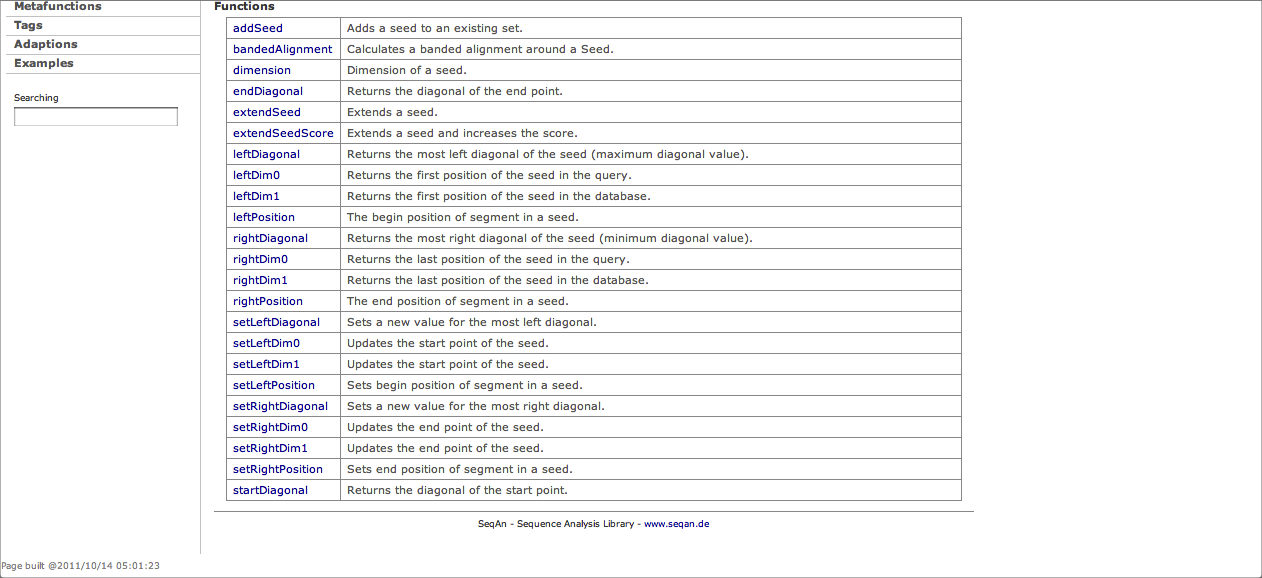 Metafunctions
Tags
Adaptions
Examples
Searching
Functions
addSeed Adds a seed to an existing set.
bandedAlignment Calculates a banded alignment around a Seed.
dimension Dimension of a seed.
endDiagonal Returns the diagonal of the end point.
extendSeed Extends a seed.
extendSeedScore Extends a seed and increases the score.
leftDiagonal Returns the most left diagonal of the seed (maximum diagonal value).
leftDim0 Returns the first position of the seed in the query.
leftDim1 Returns the first position of the seed in the database.
leftPosition The begin position of segment in a seed.
rightDiagonal Returns the most right diagonal of the seed (minimum diagonal value).
rightDim0 Returns the last position of the seed in the query.
rightDim1 Returns the last position of the seed in the database.
rightPosition The end position of segment in a seed.
setLeftDiagonal Sets a new value for the most left diagonal.
setLeftDim0 Updates the start point of the seed.
setLeftDim1 Updates the start point of the seed.
setLeftPosition Sets begin position of segment in a seed.
setRightDiagonal Sets a new value for the most right diagonal.
setRightDim0 Updates the end point of the seed.
setRightDim1 Updates the end point of the seed.
setRightPosition Sets end position of segment in a seed.
startDiagonal Returns the diagonal of the start point.
SeqAn - Sequence Analysis Library - www.seqan.de
Page built @2011/10/14 05:01:23